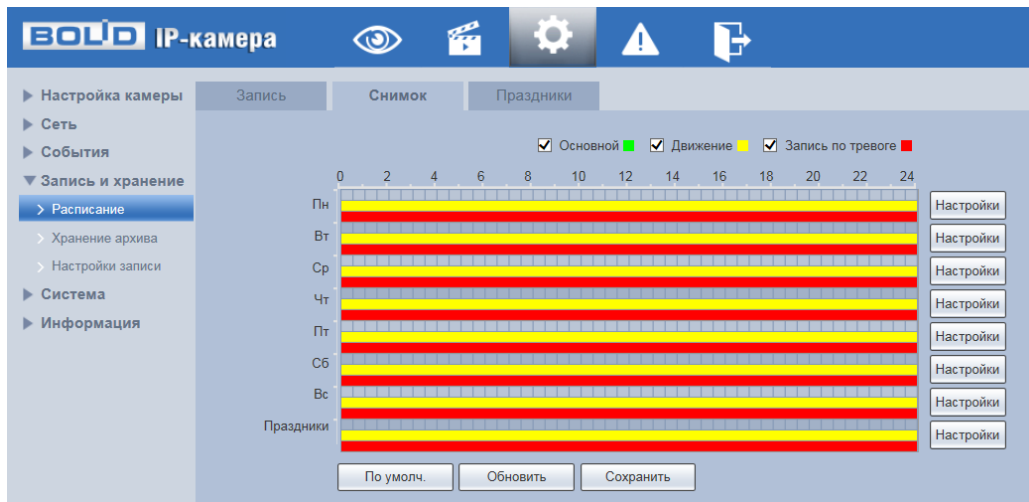 BOLID IP-камера
Настройка камеры
Сеть
События
Запись и хранение
Расписание
Хранение архива
Настройки записи
Система
Информация
Запись Снимок Праздники
Основной Движение Запись по тревоге
0 2 4 6 8 10 12 14 16 18 20 22 24
Пн Настройки
Вт Настройки
Ср Настройки
Чт Настройки
Пт Настройки
Сб Настройки
Вс Настройки
Праздники Настройки
По умолч. Обновить Сохранить